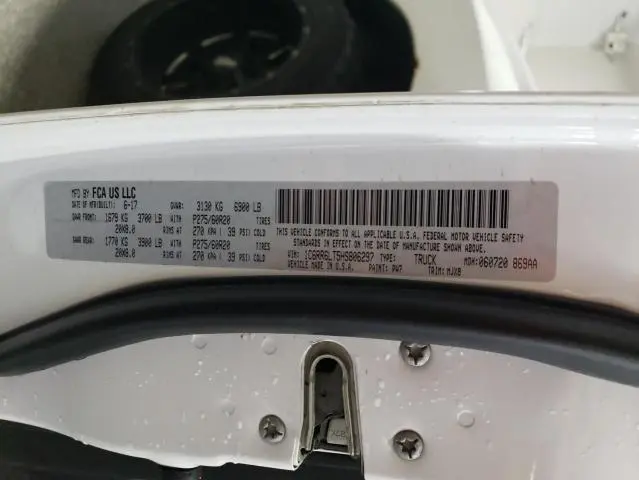 MFD BY FCA US LLC
DATE OF MFR(BUILT): 6-17 GVWR: 3130 KG 6900 LB
GAWR FRONT: 1679 KG 3700 LB WITH P275/60R20 TIRES
20X8.0 RIMS AT 270 KPA ( 39 PSI) COLD
GAWR REAR: 1770 KG 3900 LB WITH P275/60R20 TIRES
20X8.0 RIMS AT 270 KPA ( 39 PSI) COLD
THIS VEHICLE CONFORMS TO ALL APPLICABLE U.S.A. FEDERAL MOTOR VEHICLE SAFETY
STANDARDS IN EFFECT ON THE DATE OF MANUFACTURE SHOWN ABOVE.
VIN: 1C6RR6LT5HS806297 TYPE: TRUCK MDH: 060720 869AA
VEHICLE MADE IN U.S.A. PAINT: PW7 TRIM: MJX8